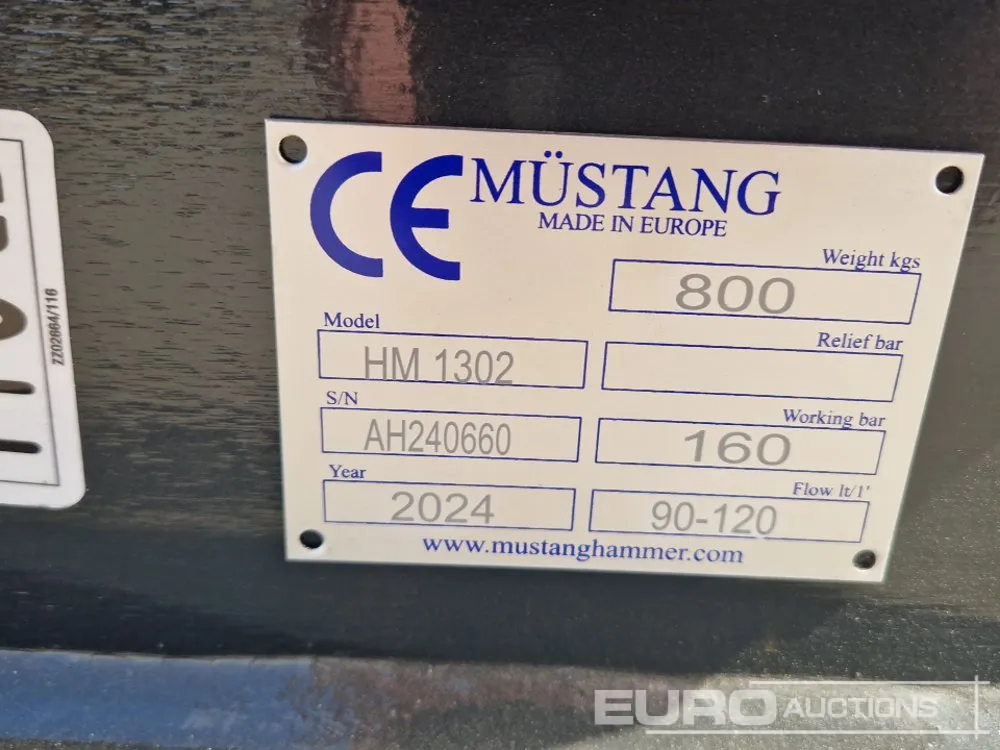 CE MÜSTANG
MADE IN EUROPE
Weight kgs
800
Model
HM 1302
Relief bar
S/N
AH240660
Working bar
160
Year
2024
Flow lt/1'
90-120
www.mustanghammer.com
ZZ02664/116
EURO AUCTIONS